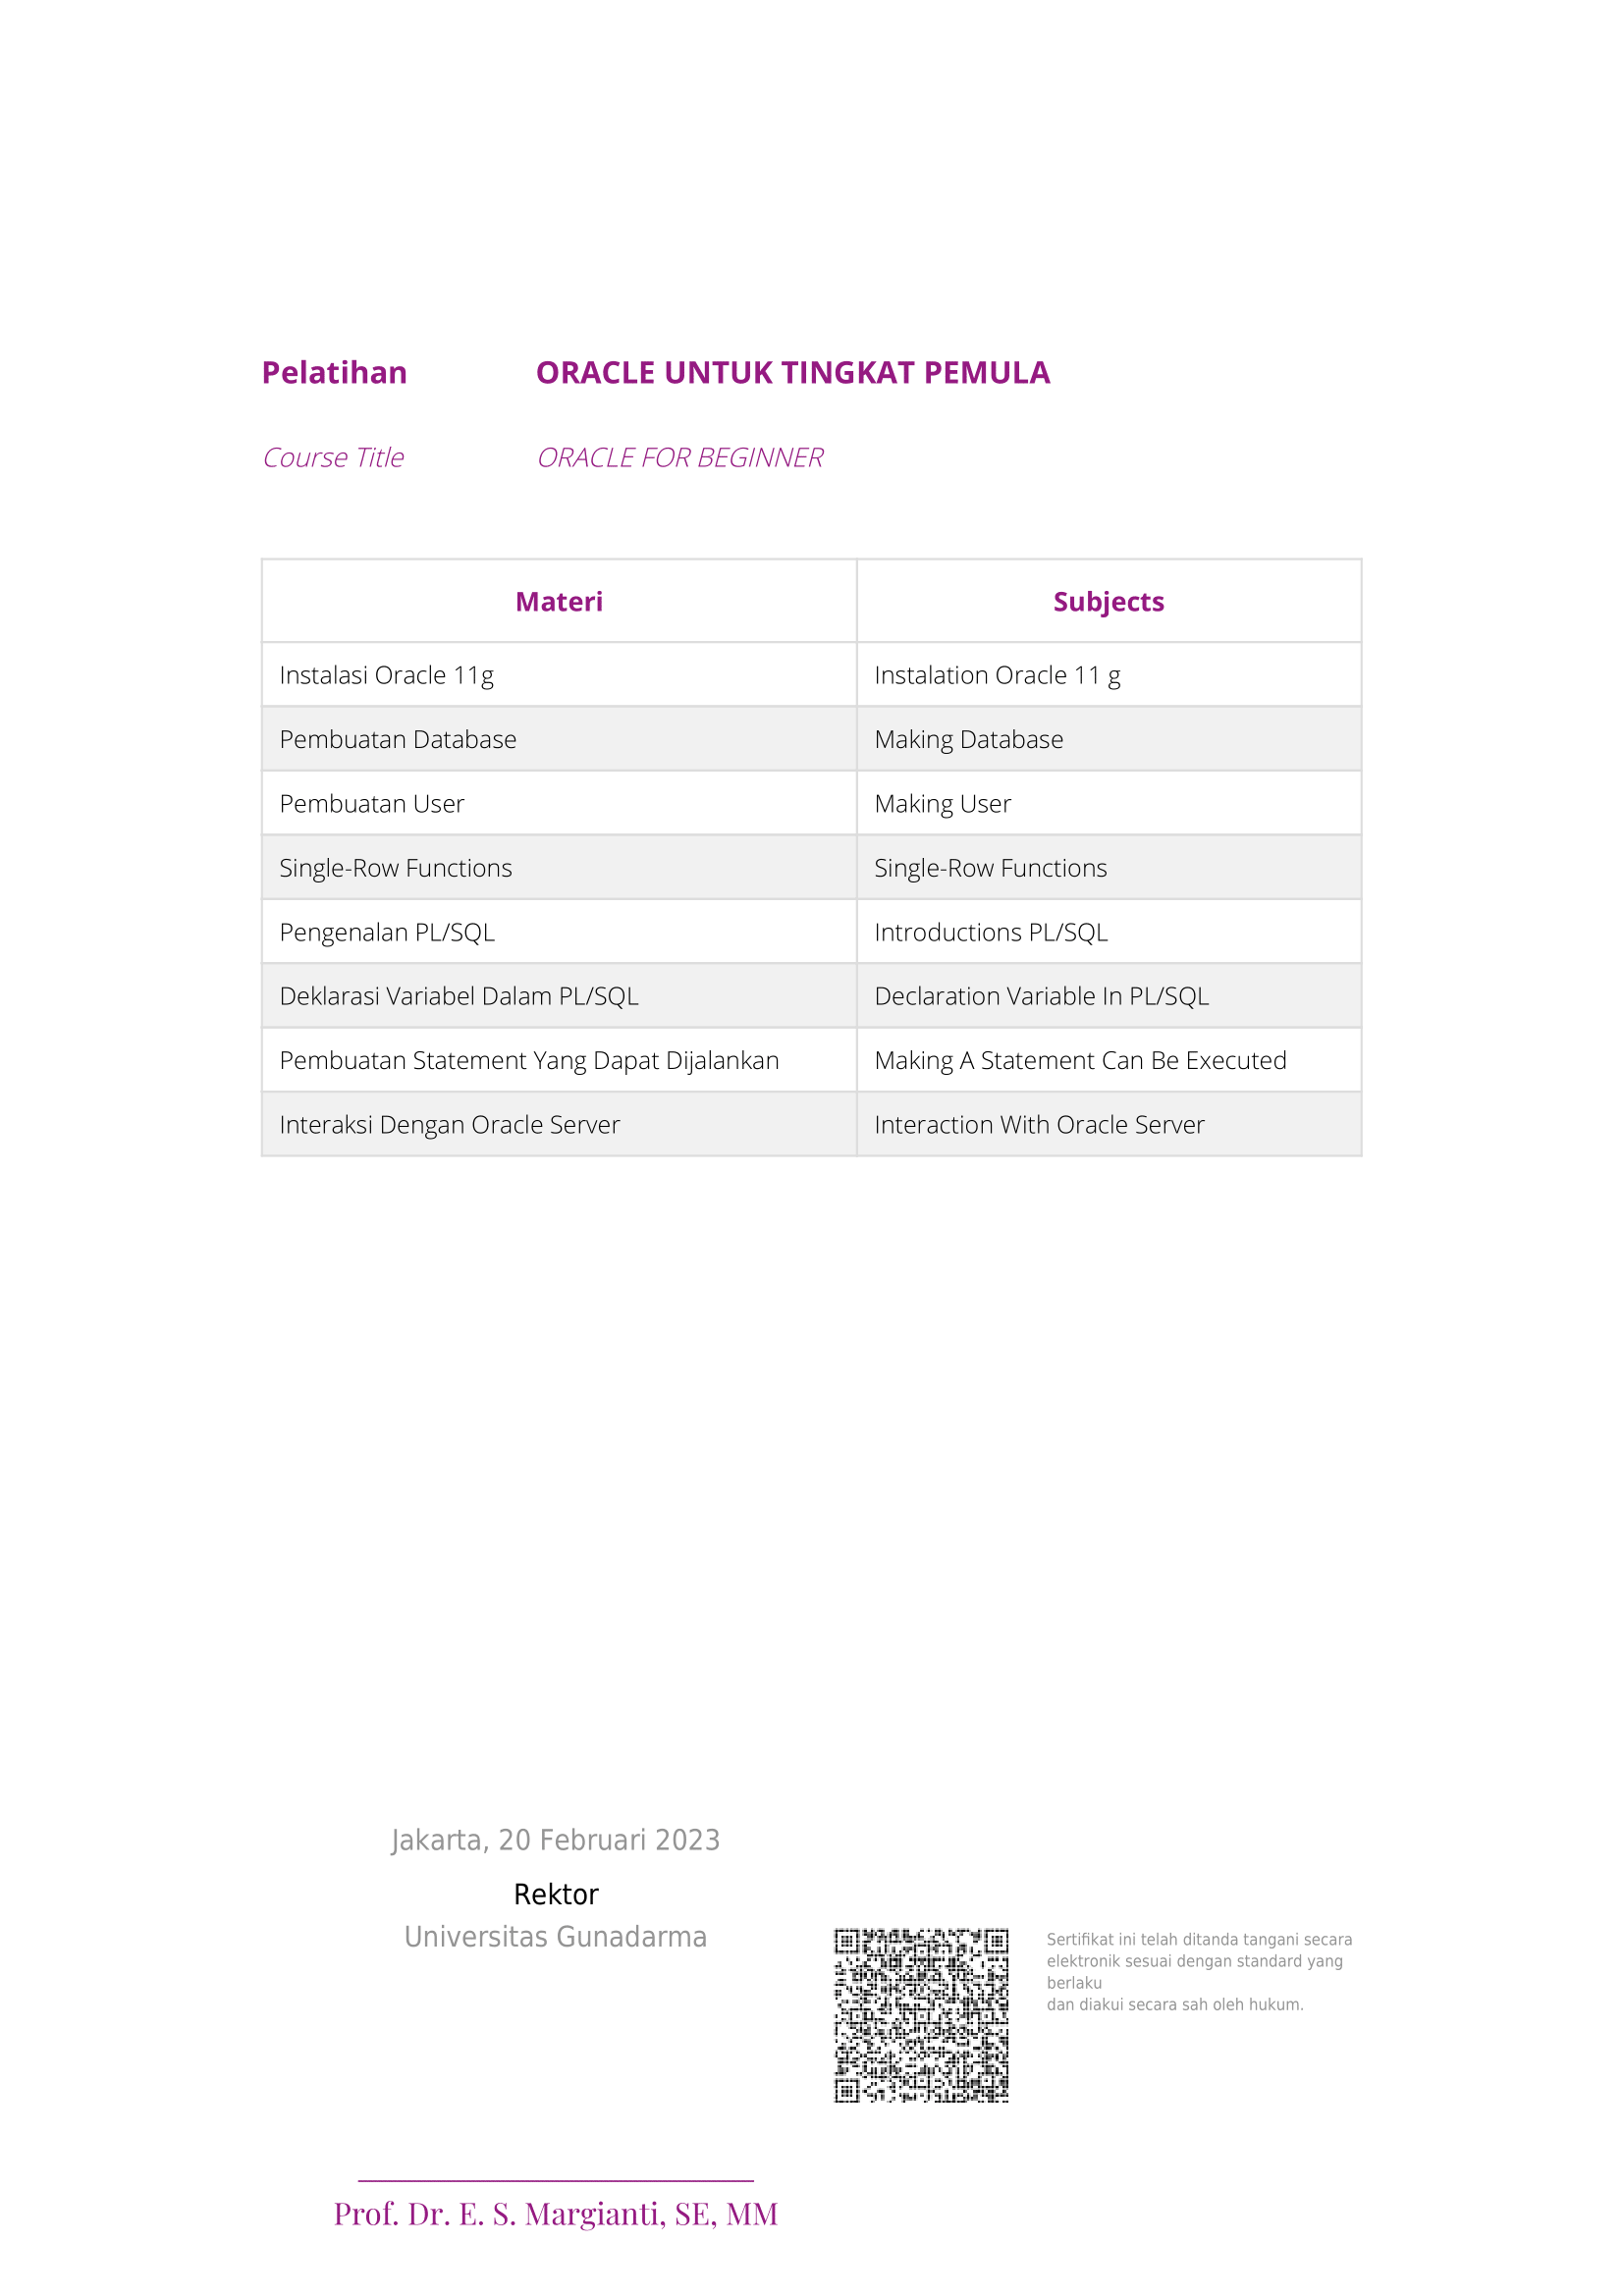 Pelatihan ORACLE UNTUK TINGKAT PEMULA
Course Title ORACLE FOR BEGINNER
Materi Subjects
Instalasi Oracle 11g Instalation Oracle 11 g
Pembuatan Database Making Database
Pembuatan User Making User
Single-Row Functions Single-Row Functions
Pengenalan PL/SQL Introductions PL/SQL
Deklarasi Variabel Dalam PL/SQL Declaration Variable In PL/SQL
Pembuatan Statement Yang Dapat Dijalankan Making A Statement Can Be Executed
Interaksi Dengan Oracle Server Interaction With Oracle Server
Jakarta, 20 Februari 2023
Rektor
Universitas Gunadarma
Sertifikat ini telah ditanda tangani secara
elektronik sesuai dengan standard yang
berlaku
dan diakui secara sah oleh hukum.
Prof. Dr. E. S. Margianti, SE, MM